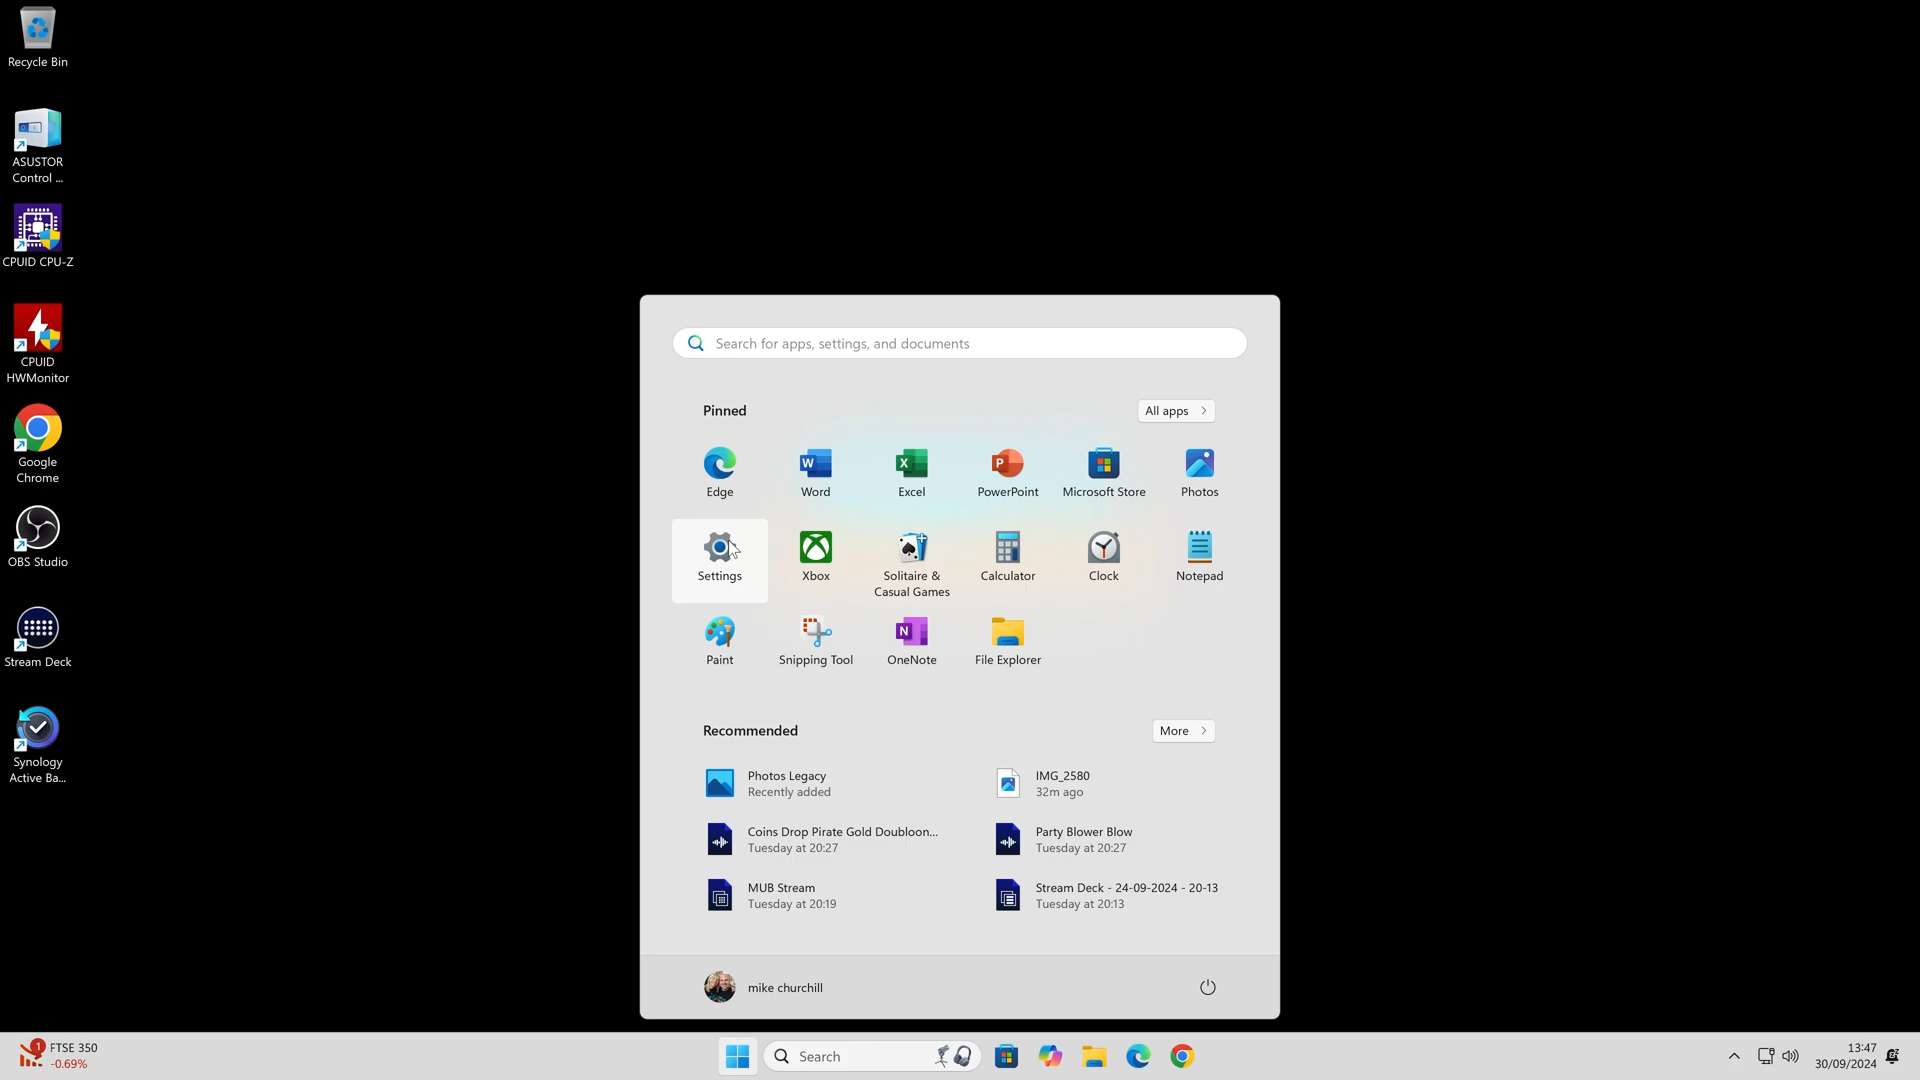 Recycle Bin
ASUSTOR
Control ...
CPUID CPU-Z
CPUID
HWMonitor
Google
Chrome
OBS Studio
Stream Deck
Synology
Active Ba...
Search for apps, settings, and documents
Pinned
All apps
Edge
Word
Excel
PowerPoint
Microsoft Store
Photos
Settings
Xbox
Solitaire &
Casual Games
Calculator
Clock
Notepad
Paint
Snipping Tool
OneNote
File Explorer
Recommended
More
Photos Legacy
Recently added
IMG_2580
32m ago
Coins Drop Pirate Gold Doubloon...
Tuesday at 20:27
Party Blower Blow
Tuesday at 20:27
MUB Stream
Tuesday at 20:19
Stream Deck - 24-09-2024 - 20-13
Tuesday at 20:13
mike churchill
1
FTSE 350
-0.69%
Search
13:47
30/09/2024